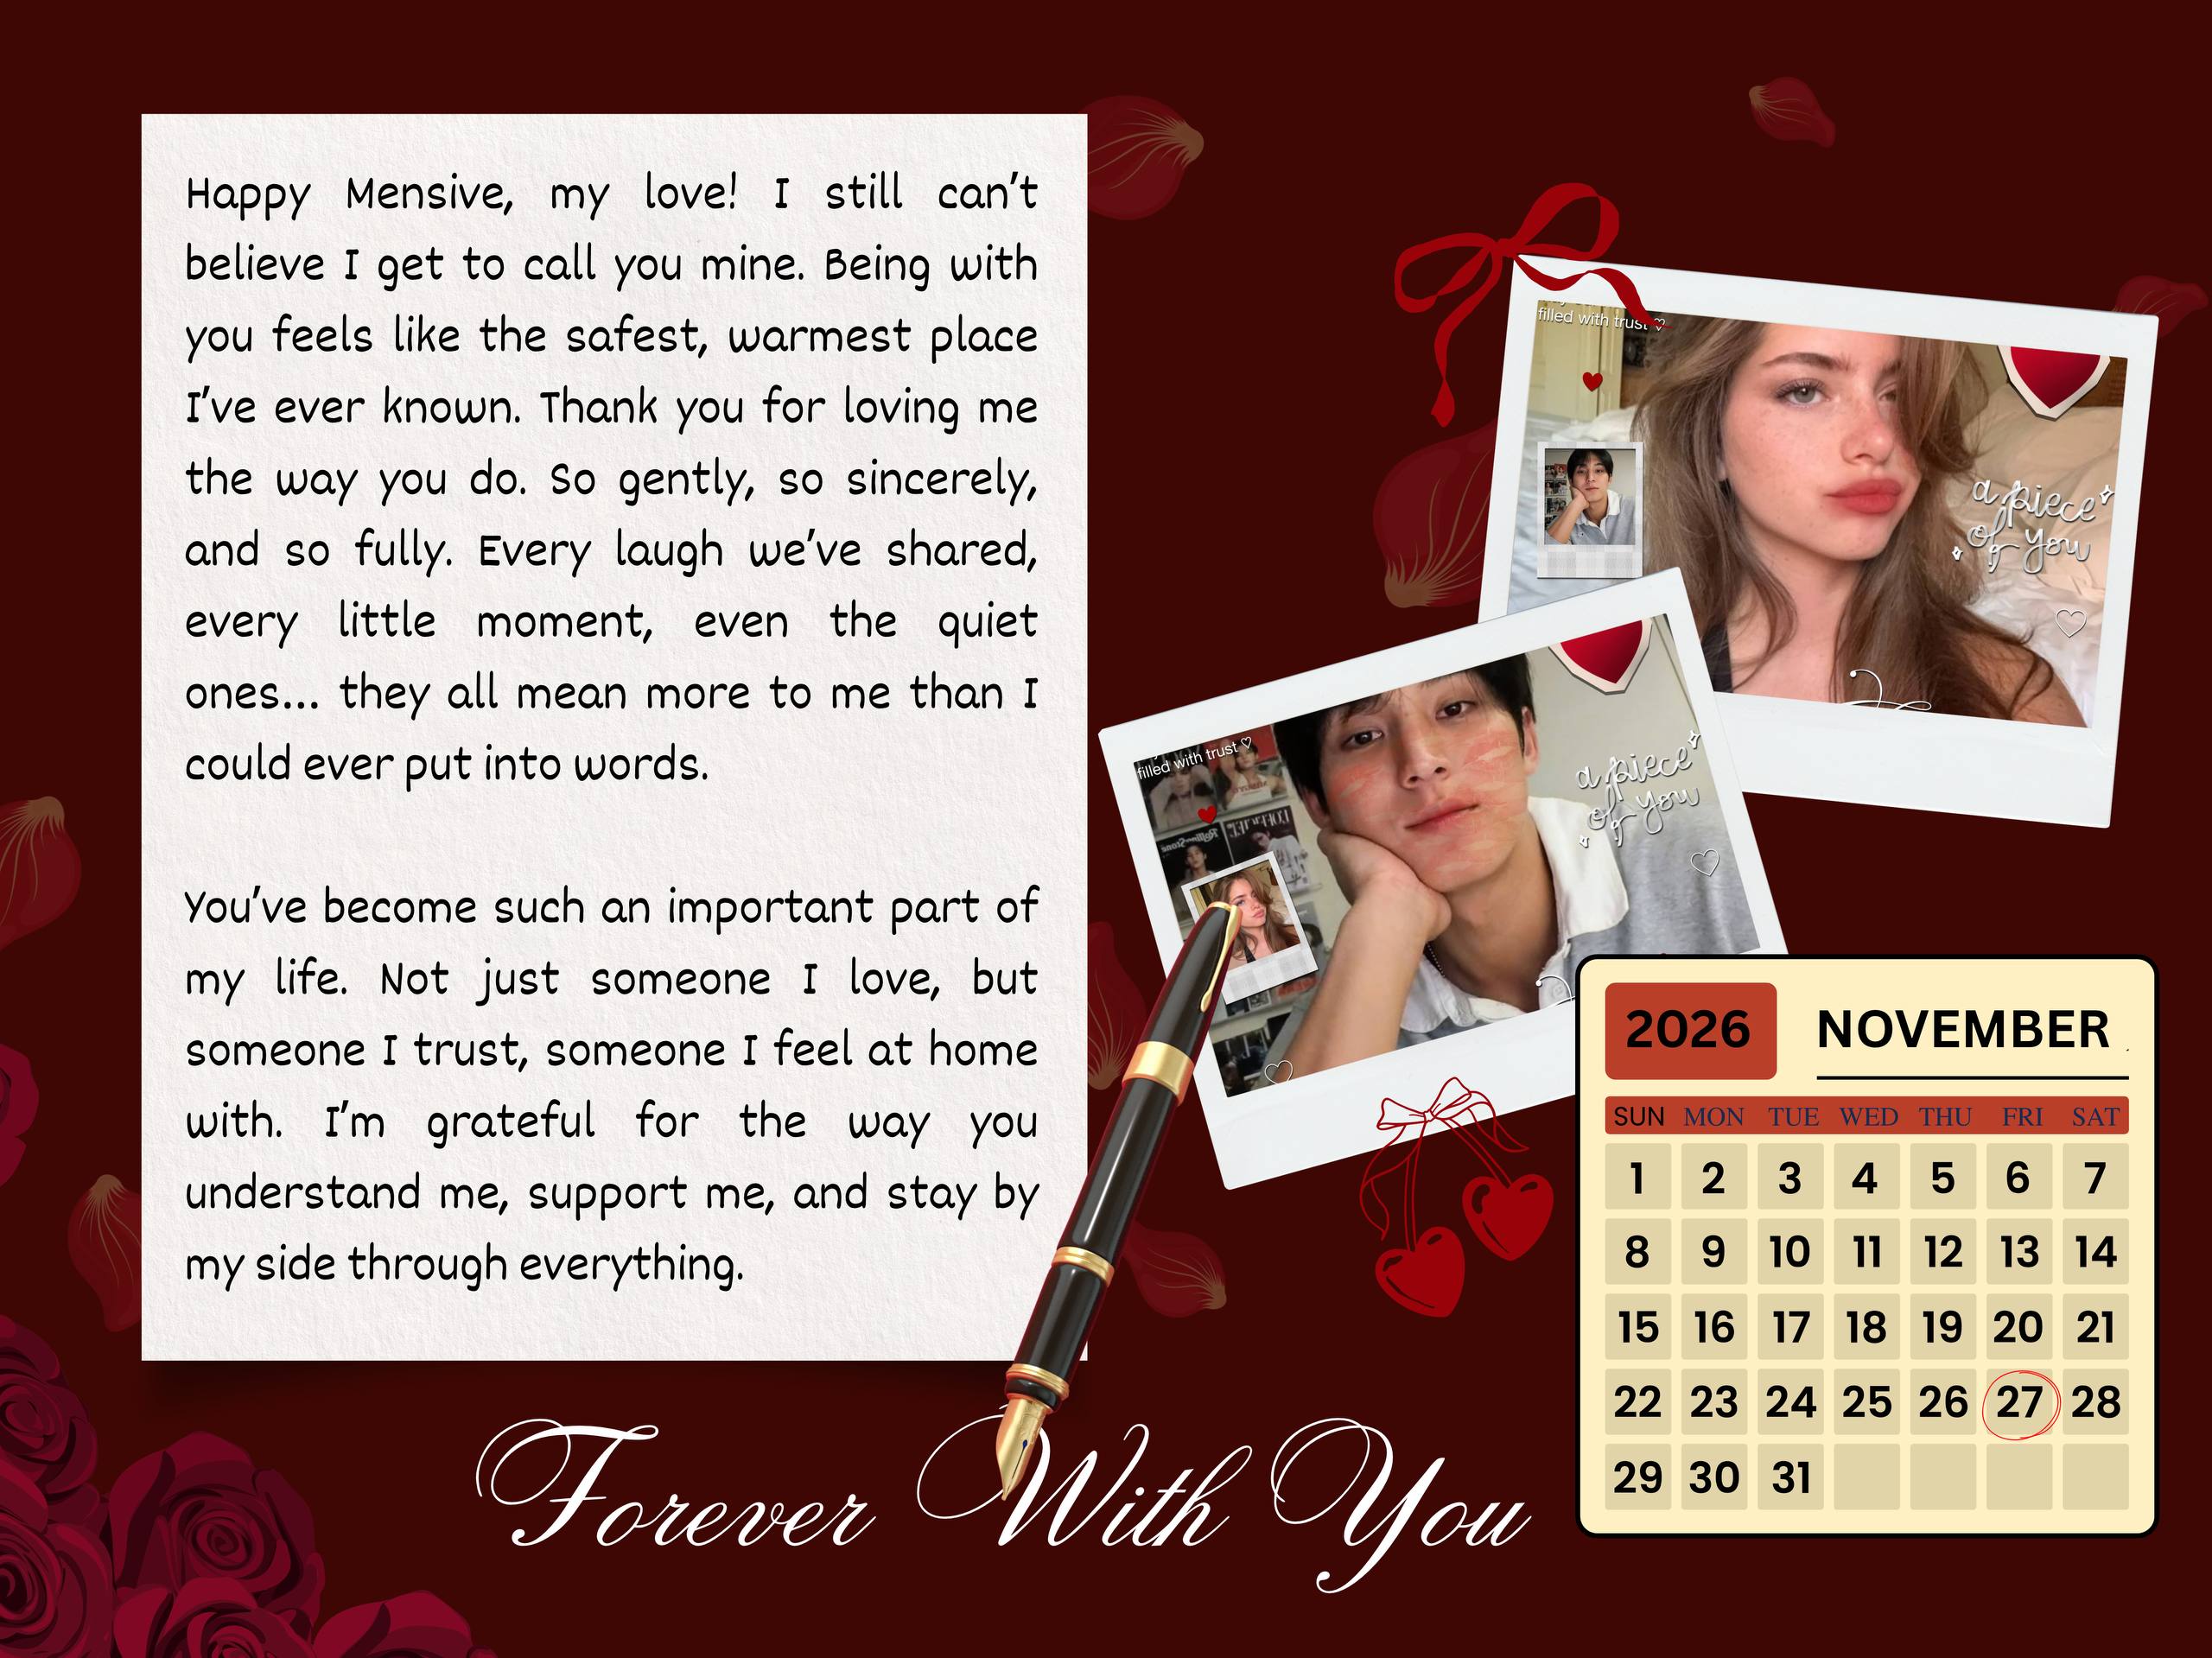 Happy Mensive, my love! I still can't
believe I get to call you mine. Being with
you feels like the safest, warmest place
I've ever known. Thank you for loving me
the way you do. So gently, so sincerely,
and so fully. Every laugh we've shared,
every little moment, even the quiet
ones... they all mean more to me than I
could ever put into words.
You've become such an important part of
my life. Not just someone I love, but
someone I trust, someone I feel at home
with. I'm grateful for the way you
understand me, support me, and stay by
my side through everything.
filled with trust ♡
a piece
of you
filled with trust ♡
a piece
of you
2026 NOVEMBER
SUN MON TUE WED THU FRI SAT
1 2 3 4 5 6 7
8 9 10 11 12 13 14
15 16 17 18 19 20 21
22 23 24 25 26 27 28
29 30 31
Forever With You